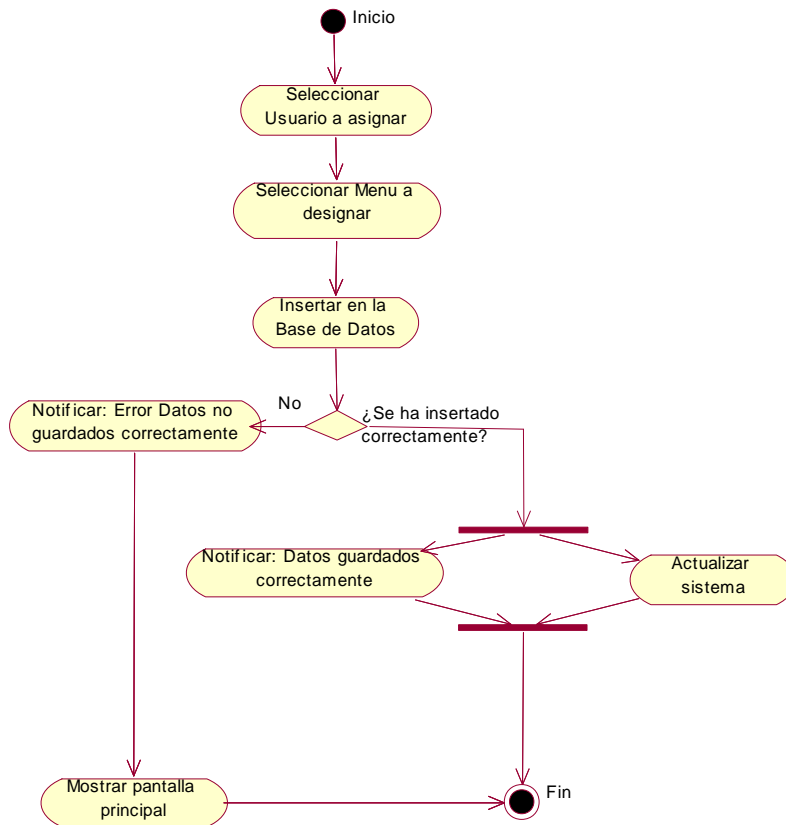 Inicio
Seleccionar
Usuario a asignar
Seleccionar Menu a
designar
Insertar en la
Base de Datos
No
¿Se ha insertado
correctamente?
Notificar: Error Datos no
guardados correctamente
Notificar: Datos guardados
correctamente
Actualizar
sistema
Mostrar pantalla
principal
Fin